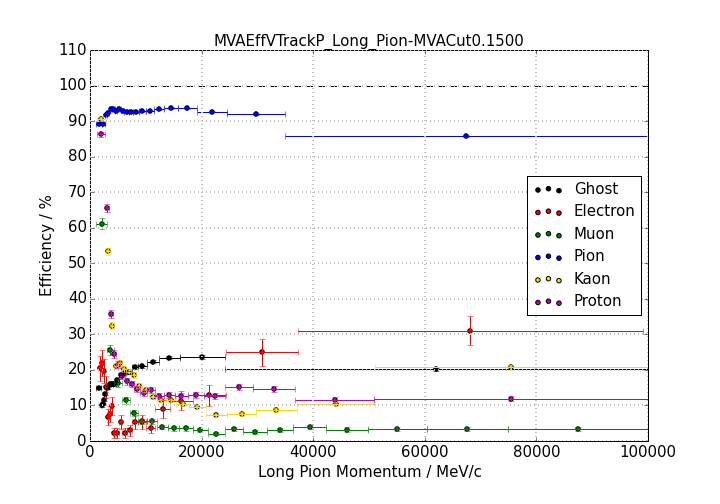 MVAEffVTrackP_Long_Pion-MVACut0.1500
110
100
90
80
70
60
50
40
30
20
10
0
Efficiency / %
Ghost
Electron
Muon
Pion
Kaon
Proton
0 20000 40000 60000 80000 100000
Long Pion Momentum / MeV/c